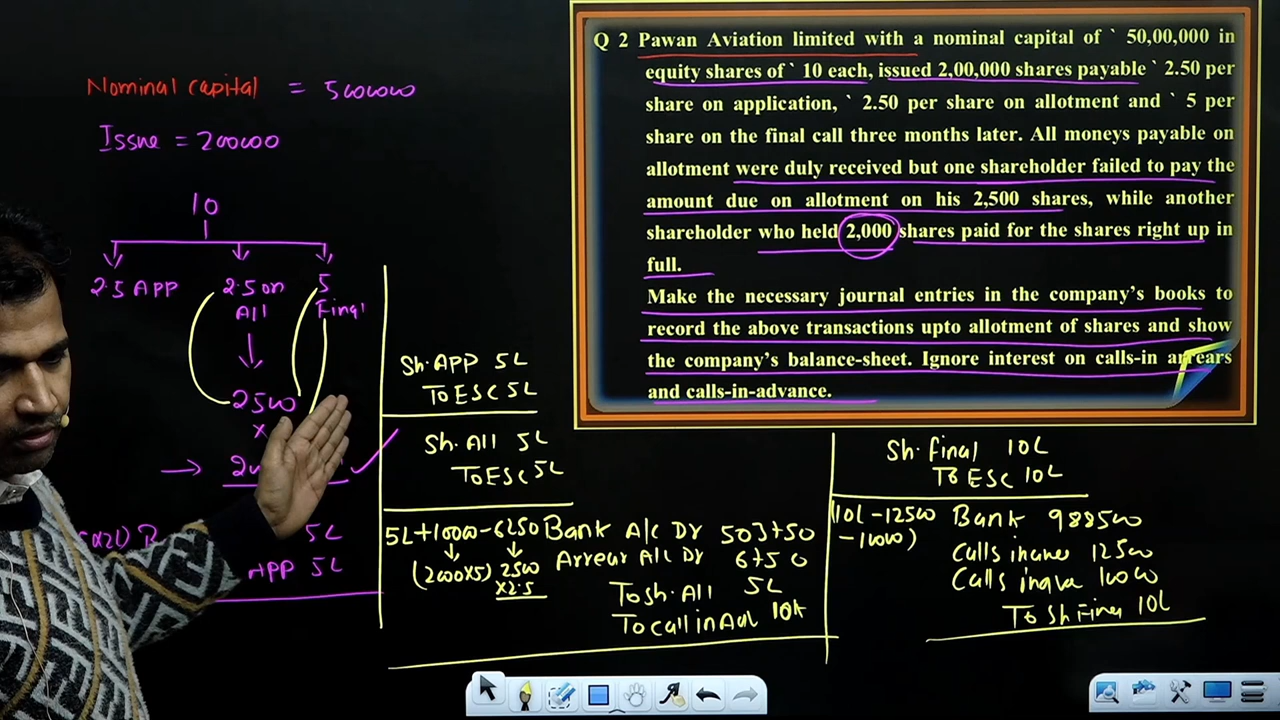 Q 2 Pawan Aviation limited with a nominal capital of ` 50,00,000 in
equity shares of ` 10 each, issued 2,00,000 shares payable ` 2.50 per
share on application, ` 2.50 per share on allotment and ` 5 per
share on the final call three months later. All moneys payable on
allotment were duly received but one shareholder failed to pay the
amount due on allotment on his 2,500 shares, while another
shareholder who held 2,000 shares paid for the shares right up in
full.
Make the necessary journal entries in the company's books to
record the above transactions upto allotment of shares and show
the company's balance-sheet. Ignore interest on calls-in arrears
and calls-in-advance.
Nominal capital = 5000000
Issue = 200000
10
2.5 APP
2.5 on
All
5
Final
2500
x
5L
APP 5L
Sh. APP 5L
To ESC 5L
Sh. All 5L
To ESC 5L
5L+10000-6250 Bank A/c Dr 503750
(2000x5) 2500 Arrear A/c Dr 6250
x2.5
To Sh. All 5L
To call in Adv 10k
Sh. final 10L
To ESC 10L
10L-12500 Bank 988500
-10000)
Calls 12500
Calls 10000
To Sh Final 10L